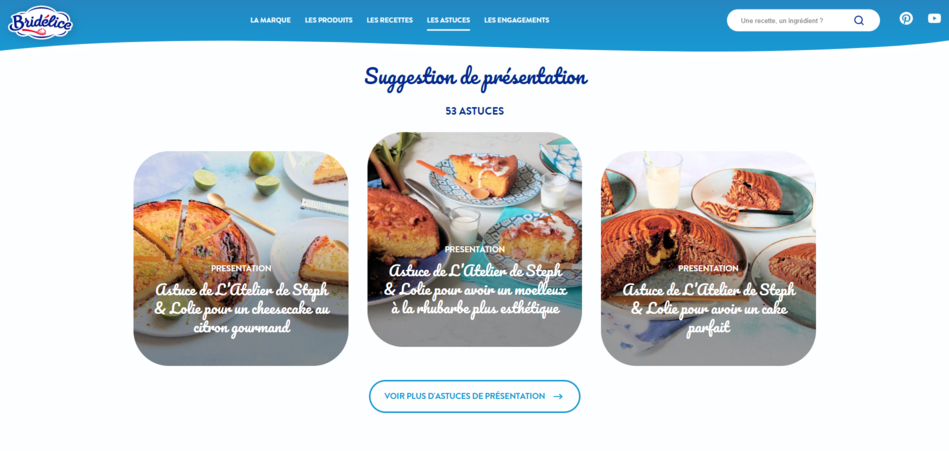 Bridélice
LA MARQUE LES PRODUITS LES RECETTES LES ASTUCES LES ENGAGEMENTS
Une recette, un ingrédient ?
Suggestion de présentation
53 ASTUCES
PRESENTATION
Astuce de L'Atelier de Steph
& Lolie pour un cheesecake au
citron gourmand
PRESENTATION
Astuce de L'Atelier de Steph
& Lolie pour avoir un moelleux
à la rhubarbe plus esthétique
PRESENTATION
Astuce de L'Atelier de Steph
& Lolie pour avoir un cake
parfait
VOIR PLUS D'ASTUCES DE PRÉSENTATION